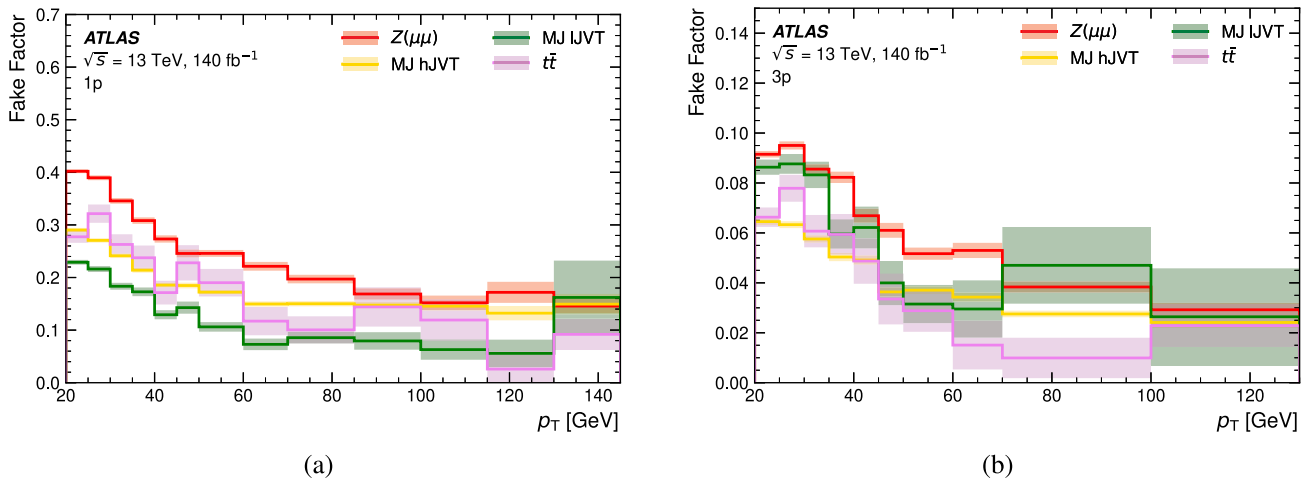 Fake Factor
0.7
0.6
0.5
0.4
0.3
0.2
0.1
0.0
ATLAS
√s = 13 TeV, 140 fb⁻¹
1p
Z(μμ)
MJ hJVT
MJ lJVT
tt̄
20 40 60 80 100 120 140
p_T [GeV]
(a)
Fake Factor
0.14
0.12
0.10
0.08
0.06
0.04
0.02
0.00
ATLAS
√s = 13 TeV, 140 fb⁻¹
3p
Z(μμ)
MJ hJVT
MJ lJVT
tt̄
20 40 60 80 100 120
p_T [GeV]
(b)